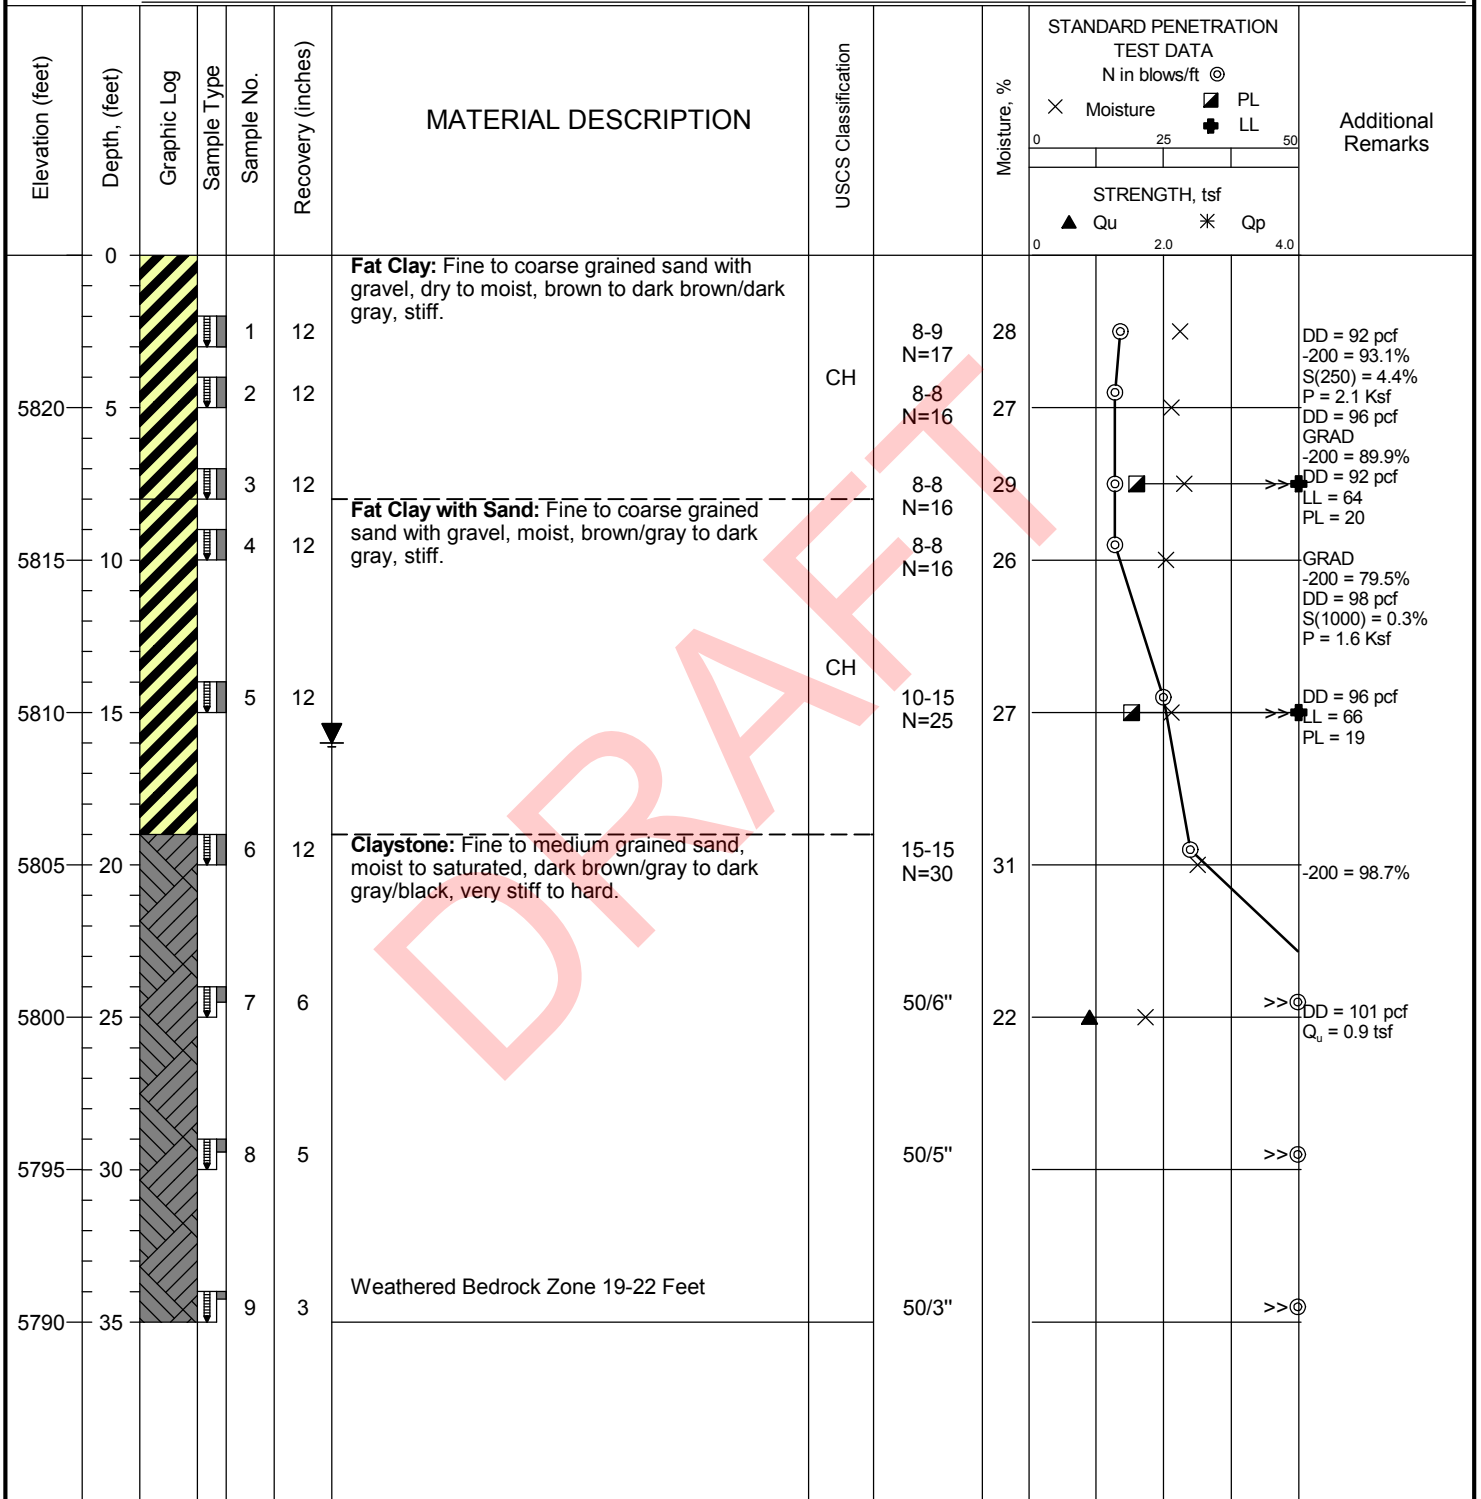 STANDARD PENETRATION
TEST DATA
N in blows/ft
Moisture
PL
LL
0 25 50
STRENGTH, tsf
Qu Qp
0 2.0 4.0
Elevation (feet)
Depth, (feet)
Graphic Log
Sample Type
Sample No.
Recovery (inches)
MATERIAL DESCRIPTION
USCS Classification
Moisture, %
Additional
Remarks
0
Fat Clay: Fine to coarse grained sand with
gravel, dry to moist, brown to dark brown/dark
gray, stiff.
1 12 8-9 28
N=17
DD = 92 pcf
-200 = 93.1%
S(250) = 4.4%
P = 2.1 Ksf
CH
2 12 8-8
5820 5 N=16 27
DD = 96 pcf
GRAD
-200 = 89.9%
3 12 8-8 29
N=16
>>
DD = 92 pcf
LL = 64
PL = 20
Fat Clay with Sand: Fine to coarse grained
sand with gravel, moist, brown/gray to dark
gray, stiff.
4 12 8-8
5815 10 N=16 26
GRAD
-200 = 79.5%
DD = 98 pcf
S(1000) = 0.3%
P = 1.6 Ksf
CH
5 12 10-15
5810 15 N=25 27
>>
DD = 96 pcf
LL = 66
PL = 19
Claystone: Fine to medium grained sand,
moist to saturated, dark brown/gray to dark
gray/black, very stiff to hard.
6 12 15-15
5805 20 N=30 31
-200 = 98.7%
7 6 50/6"
>>
5800 25 22
DD = 101 pcf
Qu = 0.9 tsf
8 5 50/5"
>>
5795 30
Weathered Bedrock Zone 19-22 Feet
9 3 50/3"
>>
5790 35
DRAFT